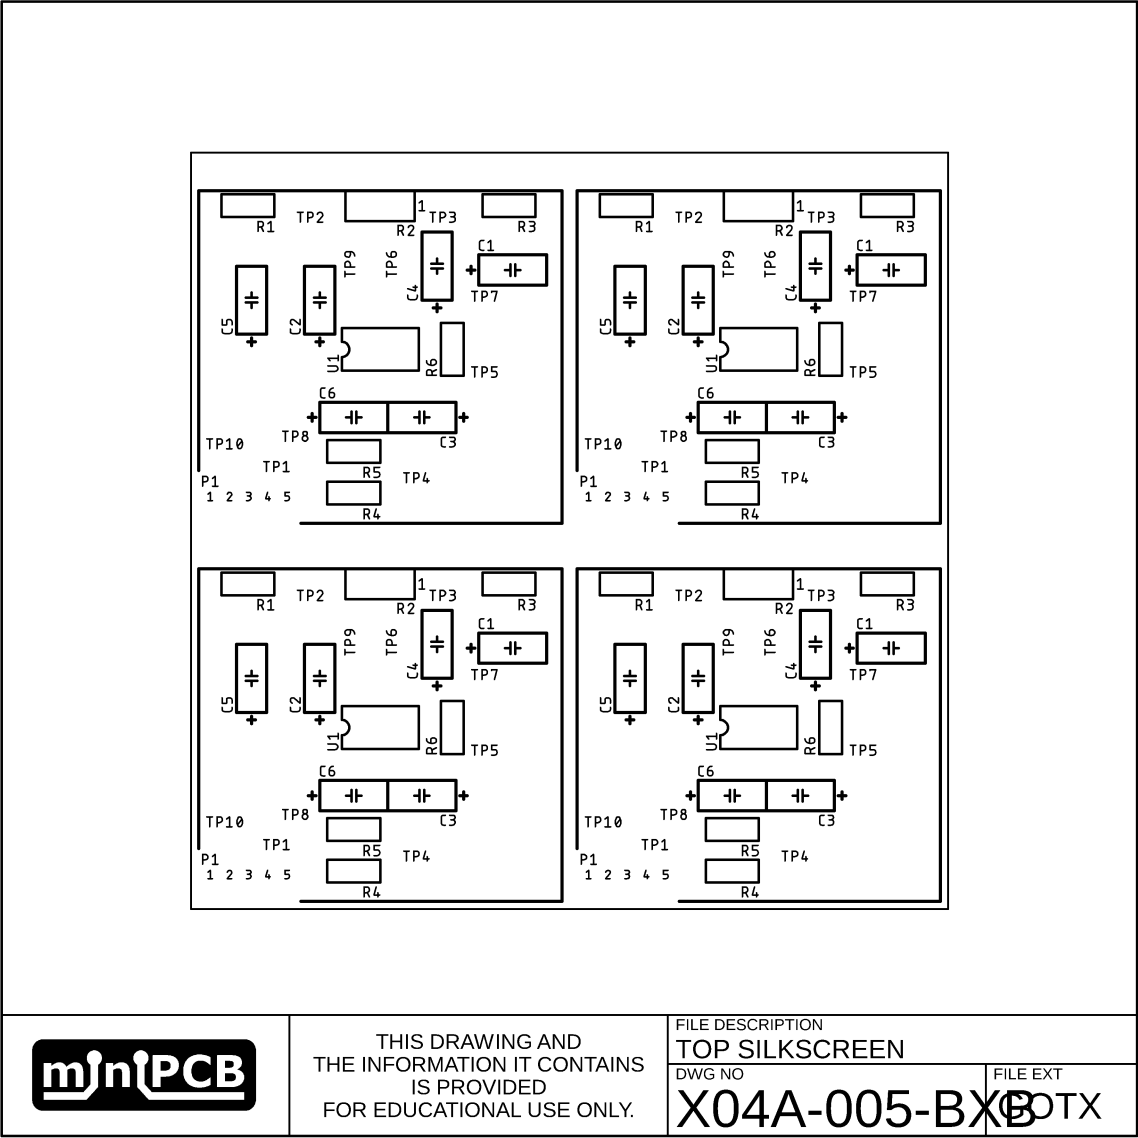 R1 TP2 1 TP3 R3 R1 TP2 1 TP3 R3
R2 R2
C1 C1
TP9 TP6 C4 TP7 TP9 TP6 C4 TP7
C5 C2 C5 C2
U1 R6 TP5 U1 R6 TP5
C6 C6
TP10 TP8 C3 TP10 TP8 C3
TP1 R5 TP4 TP1 R5 TP4
P1 P1
1 2 3 4 5 1 2 3 4 5
R4 R4
R1 TP2 1 TP3 R3 R1 TP2 1 TP3 R3
R2 R2
C1 C1
TP9 TP6 C4 TP7 TP9 TP6 C4 TP7
C5 C2 C5 C2
U1 R6 TP5 U1 R6 TP5
C6 C6
TP10 TP8 C3 TP10 TP8 C3
TP1 R5 TP4 TP1 R5 TP4
P1 P1
1 2 3 4 5 1 2 3 4 5
R4 R4
miniPCB
THIS DRAWING AND
THE INFORMATION IT CONTAINS
IS PROVIDED
FOR EDUCATIONAL USE ONLY.
FILE DESCRIPTION
TOP SILKSCREEN
DWG NO
X04A-005-BXB
FILE EXT